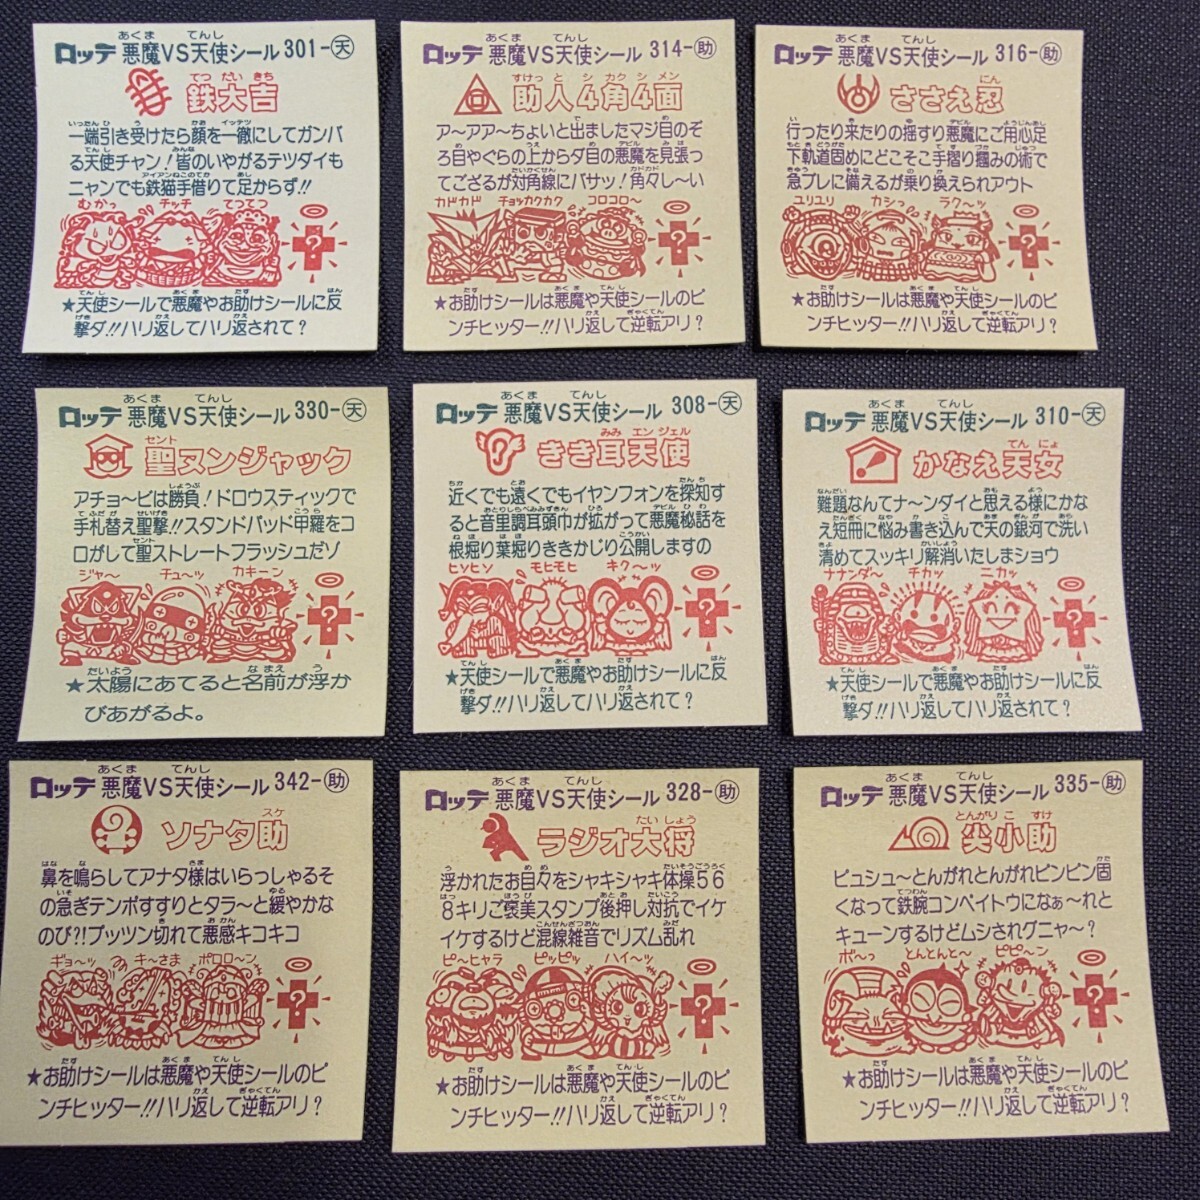 ロッテ 悪魔VS天使シール 301-天
鉄大吉
一端引き受けたら顔を一徹にしてガンバ
る天使チャン！皆のいやがるテツダイも
ニャンでも鉄猫手借りて足からず!!
むかっ チッチ てつてつ
?
★天使シールで悪魔やお助けシールに反
撃ダ!!ハリ返してハリ返されて？
ロッテ 悪魔VS天使シール 314-助
助人4角4面
ア〜アア〜ちょいと出ましたマジ目のぞ
ろ目やぐらの上からダ目の悪魔を見張っ
てござるが対角線にバサッ！角々し〜い
カドカド チョッカクカク コロコロ〜
?
★お助けシールは悪魔や天使シールのピ
ンチヒッター!!ハリ返して逆転アリ？
ロッテ 悪魔VS天使シール 316-助
ささえ忍
行ったり来たりの揺すり悪魔にご用心足
下軌道固めにどこそこ手摺り掴みの術で
急ブレに備えるが乗り換えられアウト
ユリユリ カシっ ラク〜ッ
?
★お助けシールは悪魔や天使シールのピ
ンチヒッター!!ハリ返して逆転アリ？
ロッテ 悪魔VS天使シール 330-天
聖ヌンジャック
アチョ〜ビは勝負！ドロウスティックで
手札替え聖撃!!スタンドパッド甲羅をコ
ロがして聖ストレートフラッシュだゾ
ジャ〜 チュ〜ッ カキーン
?
★太陽にあてると名前が浮か
びあがるよ。
ロッテ 悪魔VS天使シール 308-天
きき耳天使
近くでも遠くでもイヤンフォンを探知す
ると音里調耳頭巾が拡がって悪魔秘話を
根掘り葉掘りききかじり公開しますの
ヒソヒソ モヒモヒ キク〜ッ
?
★天使シールで悪魔やお助けシールに反
撃ダ!!ハリ返してハリ返されて？
ロッテ 悪魔VS天使シール 310-天
かなえ天女
難題なんてナ〜ンダイと思える様にかな
え短冊に悩み書き込んで天の銀河で洗い
清めてスッキリ解消いたしまショウ
ナナンダ〜 チカッ ニカッ
?
★天使シールで悪魔やお助けシールに反
撃ダ!!ハリ返してハリ返されて？
ロッテ 悪魔VS天使シール 342-助
ソナタ助
鼻を鳴らしてアナタ様はいらっしゃるそ
の急ぎテンポすすりとタラ〜と緩やかな
のび?!プッツン切れて悪感キコキコ
ギョ〜ッ キ〜さま ポロロ〜ン
?
★お助けシールは悪魔や天使シールのピ
ンチヒッター!!ハリ返して逆転アリ？
ロッテ 悪魔VS天使シール 328-助
ラジオ大将
浮かれたお目々をシャキシャキ体操56
8キリご褒美スタンプ後押し対抗でイケ
イケするけど混線雑音でリズム乱れ
ピ〜ヒャラ ピッピッ ハイ〜ッ
?
★お助けシールは悪魔や天使シールのピ
ンチヒッター!!ハリ返して逆転アリ？
ロッテ 悪魔VS天使シール 335-助
尖小助
ピュシュ〜とんがれとんがれピンピン固
くなって鉄腕コンペイトウになぁ〜れと
キューンするけどムシされグニャ〜？
ボ〜っ とんとんと〜 ピピ〜ン
?
★お助けシールは悪魔や天使シールのピ
ンチヒッター!!ハリ返して逆転アリ？